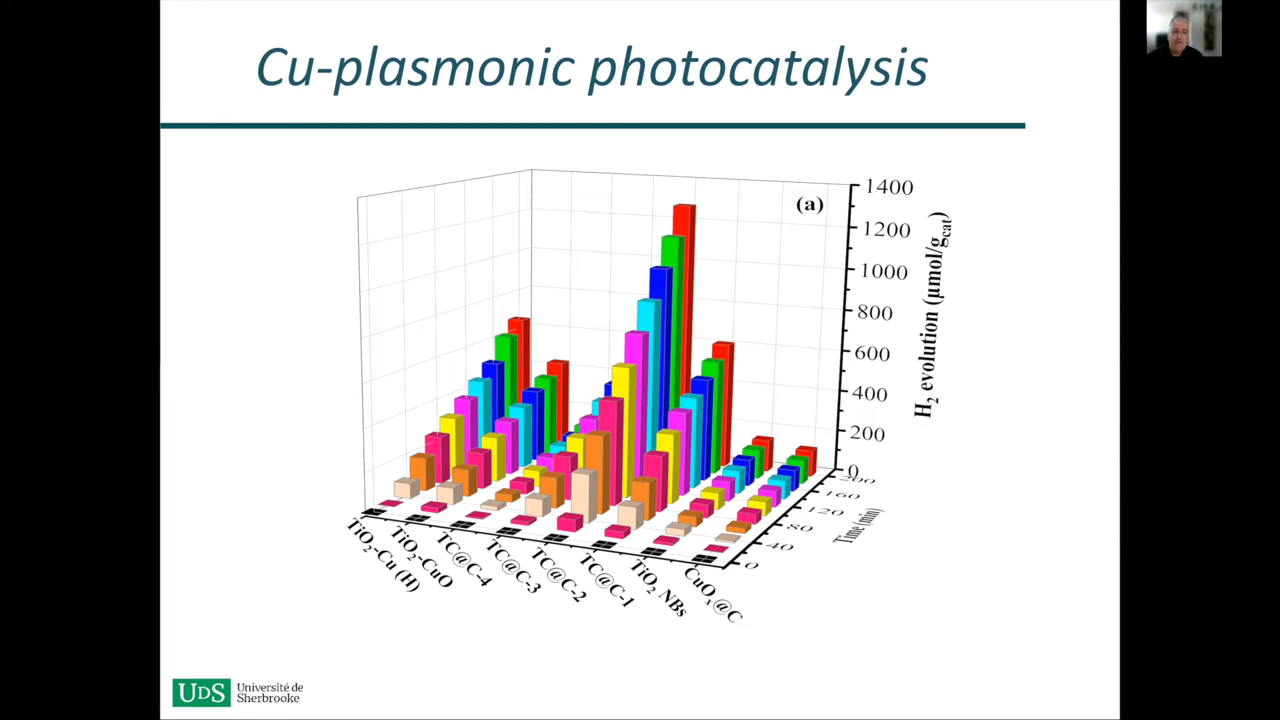 Cu-plasmonic photocatalysis
(a)
1400
1200
1000
800
600
400
200
0
H₂ evolution (μmol/gcat)
200
160
120
80
40
0
Time (min)
TiO₂-Cu (H)
TiO₂-CuO
TC@C-4
TC@C-3
TC@C-2
TC@C-1
TiO₂ NBs
CuOₓ@C
UDS Université de
Sherbrooke